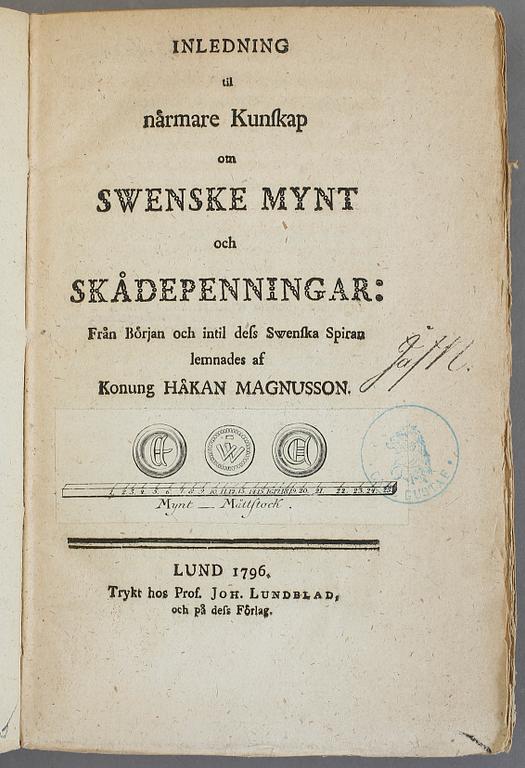 INLEDNING
til
nårmare Kunſkap
om
SWENSKE MYNT
och
SKÅDEPENNINGAR:
Från Början och intil deſs Swenſka Spiran
lemnades af
Konung HÅKAN MAGNUSSON.
Mynt — Måttſtock.
LUND 1796.
Trykt hos Prof. JOH. LUNDBLAD,
och på deſs Förlag.
GUSTAF